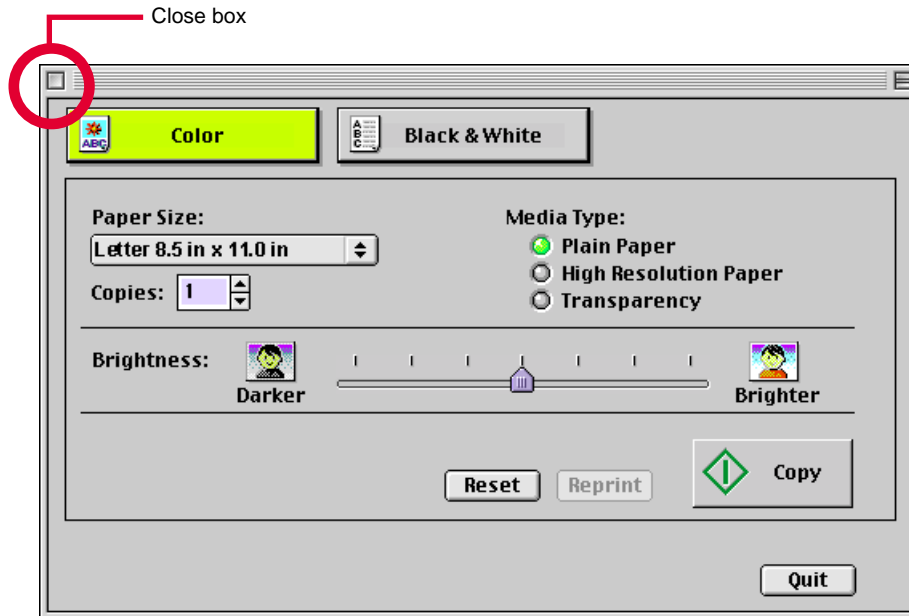 Close box
ABC Color
A B C Black & White
Paper Size:
Media Type:
Letter 8.5 in x 11.0 in
Plain Paper
High Resolution Paper
Copies: 1
Transparency
Brightness:
Darker
Brighter
Reset Reprint Copy
Quit